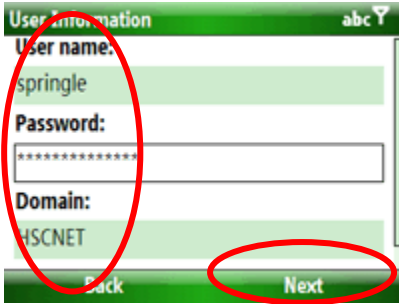 User Information abc
User name:
springle
Password:
**************
Domain:
HSCNET
Back Next